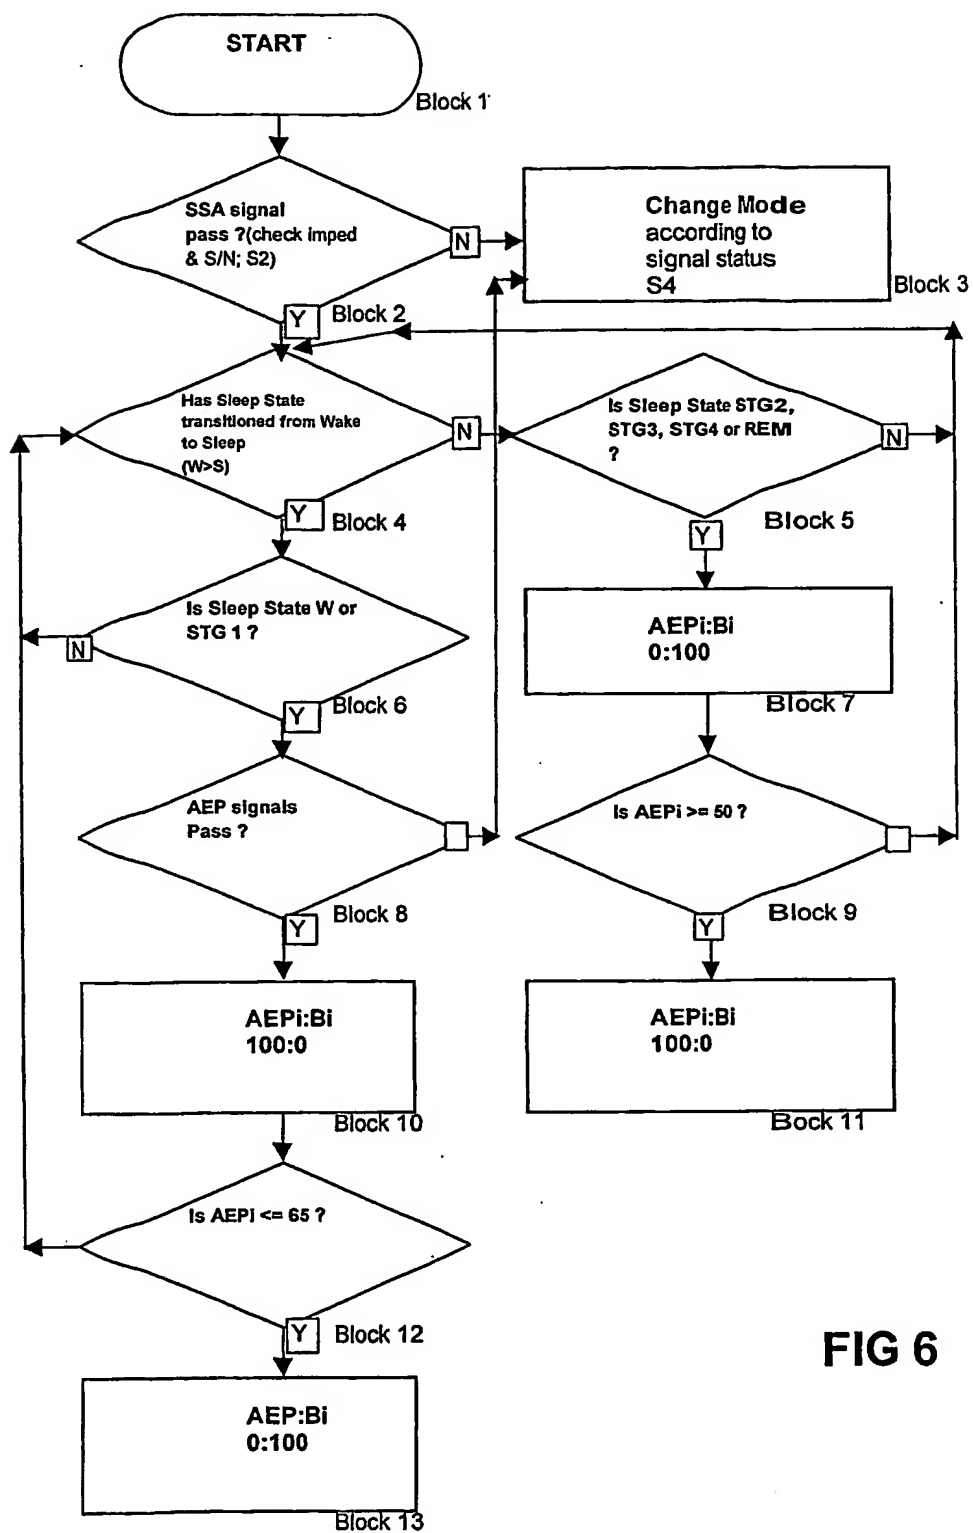 START
Block 1
SSA signal
pass ?(check imped
& S/N; S2)
N
Y
Block 2
Change Mode
according to
signal status
S4
Block 3
Has Sleep State
transitioned from Wake
to Sleep
(W>S)
N
Y
Block 4
Is Sleep State STG2,
STG3, STG4 or REM
?
N
Y
Block 5
Is Sleep State W or
STG 1 ?
N
Y
Block 6
AEPi:Bi
0:100
Block 7
AEP signals
Pass ?
Y
Block 8
Is AEPi >= 50 ?
Y
Block 9
AEPi:Bi
100:0
Block 10
AEPi:Bi
100:0
Bock 11
Is AEPi <= 65 ?
Y
Block 12
AEP:Bi
0:100
Block 13
FIG 6